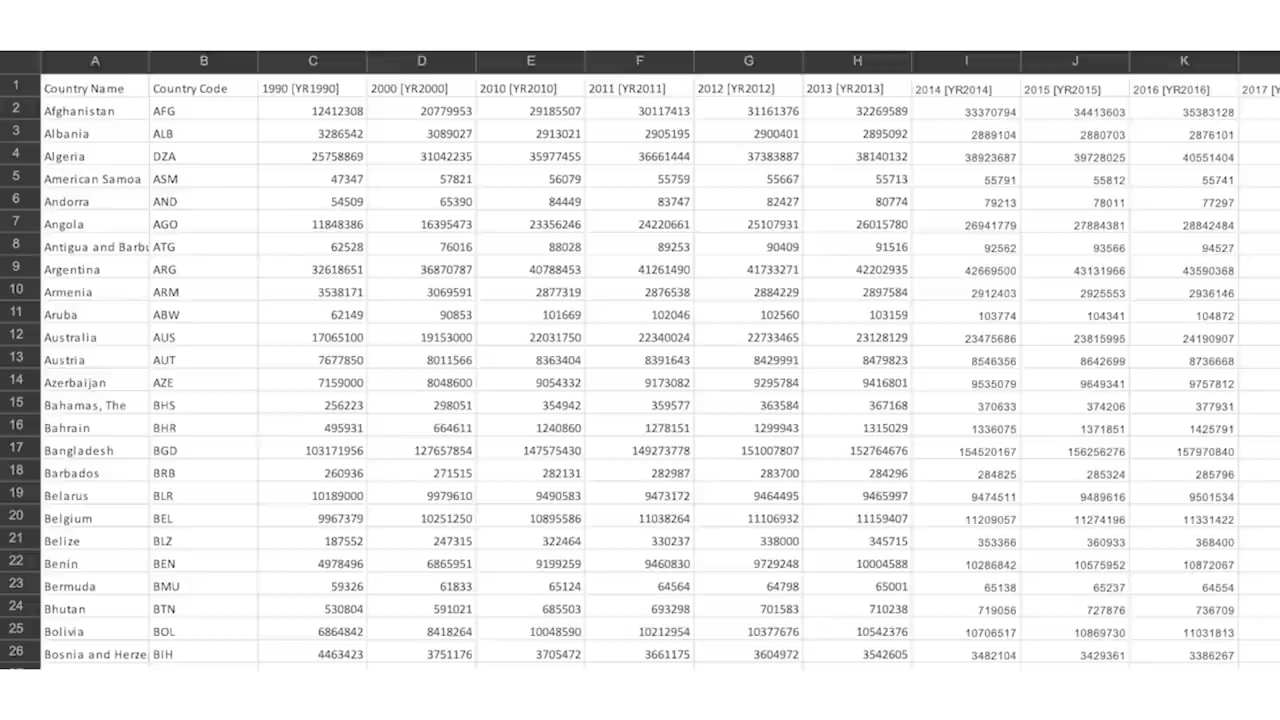 A B C D E F G H I J K
1 Country Name Country Code 1990 [YR1990] 2000 [YR2000] 2010 [YR2010] 2011 [YR2011] 2012 [YR2012] 2013 [YR2013] 2014 [YR2014] 2015 [YR2015] 2016 [YR2016] 2017 [Y
2 Afghanistan AFG 12412308 20779953 29185507 30117413 31161376 32269589 33370794 34413603 35383128
3 Albania ALB 3286542 3089027 2913021 2905195 2900401 2895092 2889104 2880703 2876101
4 Algeria DZA 25758869 31042235 35977455 36661444 37383887 38140132 38923687 39728025 40551404
5 American Samoa ASM 47347 57821 56079 55759 55667 55713 55791 55812 55741
6 Andorra AND 54509 65390 84449 83747 82427 80774 79213 78011 77297
7 Angola AGO 11848386 16395473 23356246 24220661 25107931 26015780 26941779 27884381 28842484
8 Antigua and Barbu ATG 62528 76016 88028 89253 90409 91516 92562 93566 94527
9 Argentina ARG 32618651 36870787 40788453 41261490 41733271 42202935 42669500 43131966 43590368
10 Armenia ARM 3538171 3069591 2877319 2876538 2884229 2897584 2912403 2925553 2936146
11 Aruba ABW 62149 90853 101669 102046 102560 103159 103774 104341 104872
12 Australia AUS 17065100 19153000 22031750 22340024 22733465 23128129 23475686 23815995 24190907
13 Austria AUT 7677850 8011566 8363404 8391643 8429991 8479823 8546356 8642699 8736668
14 Azerbaijan AZE 7159000 8048600 9054332 9173082 9295784 9416801 9535079 9649341 9757812
15 Bahamas, The BHS 256223 298051 354942 359577 363584 367168 370633 374206 377931
16 Bahrain BHR 495931 664611 1240860 1278151 1299943 1315029 1336075 1371851 1425791
17 Bangladesh BGD 103171956 127657854 147575430 149273778 151007807 152764676 154520167 156256276 157970840
18 Barbados BRB 260936 271515 282131 282987 283700 284296 284825 285324 285796
19 Belarus BLR 10189000 9979610 9490583 9473172 9464495 9465997 9474511 9489616 9501534
20 Belgium BEL 9967379 10251250 10895586 11038264 11106932 11159407 11209057 11274196 11331422
21 Belize BLZ 187552 247315 322464 330237 338000 345715 353366 360933 368400
22 Benin BEN 4978496 6865951 9199259 9460830 9729248 10004588 10286842 10575952 10872067
23 Bermuda BMU 59326 61833 65124 64564 64798 65001 65138 65237 64554
24 Bhutan BTN 530804 591021 685503 693298 701583 710238 719056 727876 736709
25 Bolivia BOL 6864842 8418264 10048590 10212954 10377676 10542376 10706517 10869730 11031813
26 Bosnia and Herze BIH 4463423 3751176 3705472 3661175 3604972 3542605 3482104 3429361 3386267